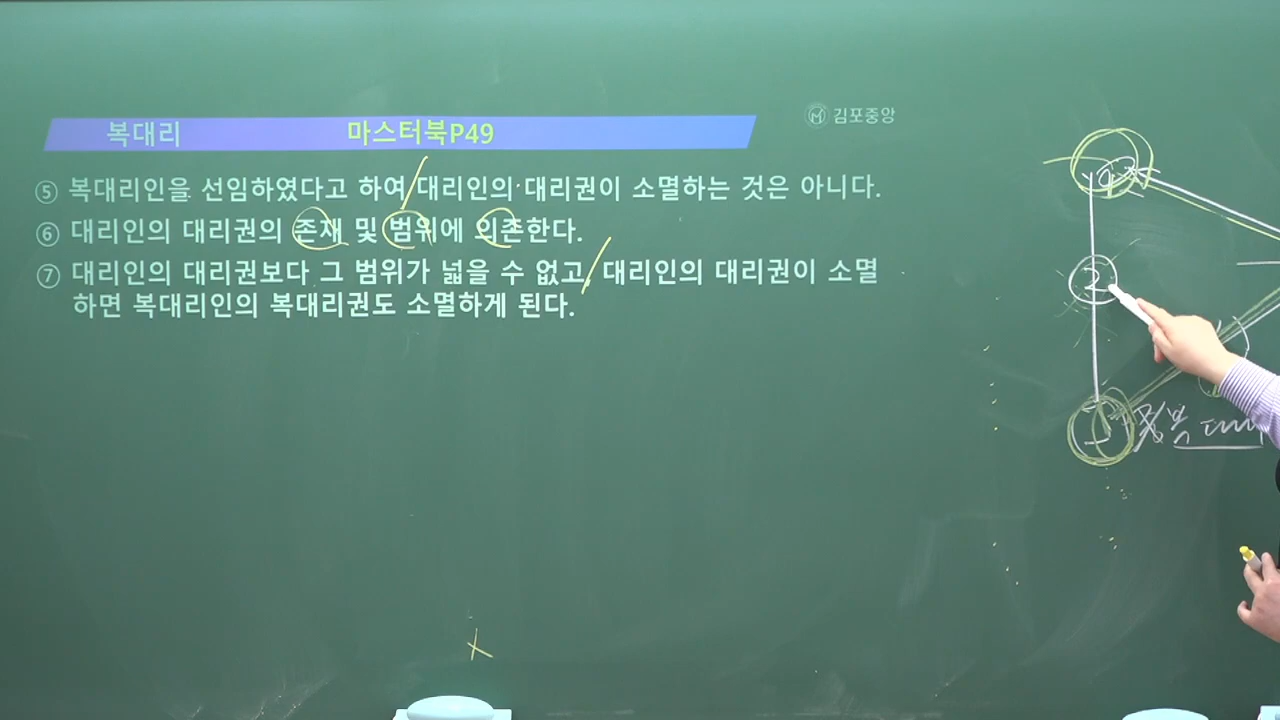 복대리 마스터북P49
김포중앙
⑤ 복대리인을 선임하였다고 하여 대리인의 대리권이 소멸하는 것은 아니다.
⑥ 대리인의 대리권의 존재 및 범위에 의존한다.
⑦ 대리인의 대리권보다 그 범위가 넓을 수 없고, 대리인의 대리권이 소멸
하면 복대리인의 복대리권도 소멸하게 된다.
2